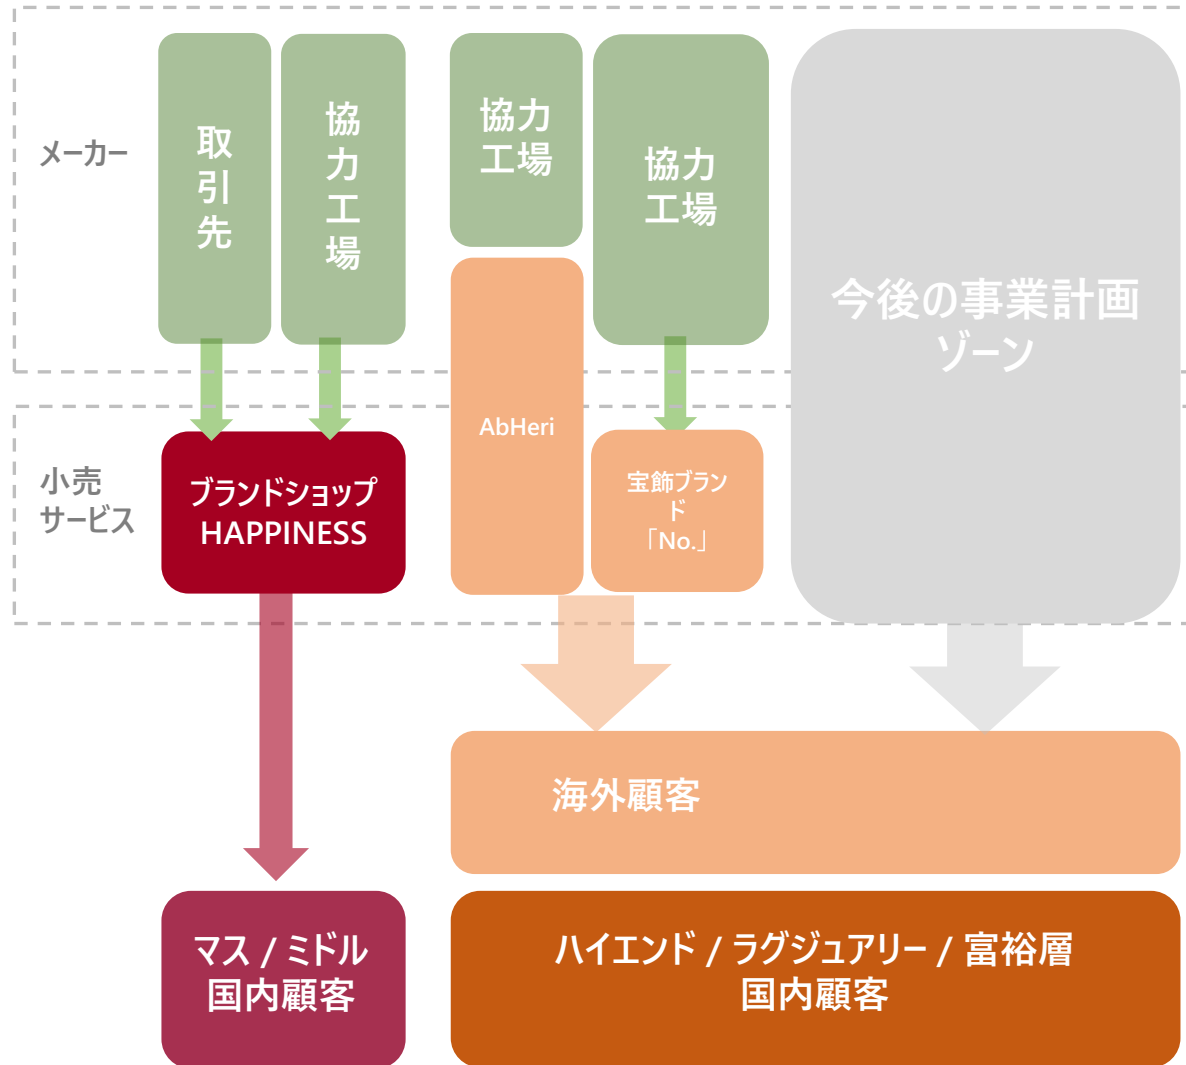 メーカー
取引先
協力工場
協力
工場
協力
工場
今後の事業計画
ゾーン
小売
サービス
ブランドショップ
HAPPINESS
AbHeri
宝飾ブラン
ド
「No.」
海外顧客
マス / ミドル
国内顧客
ハイエンド / ラグジュアリー / 富裕層
国内顧客